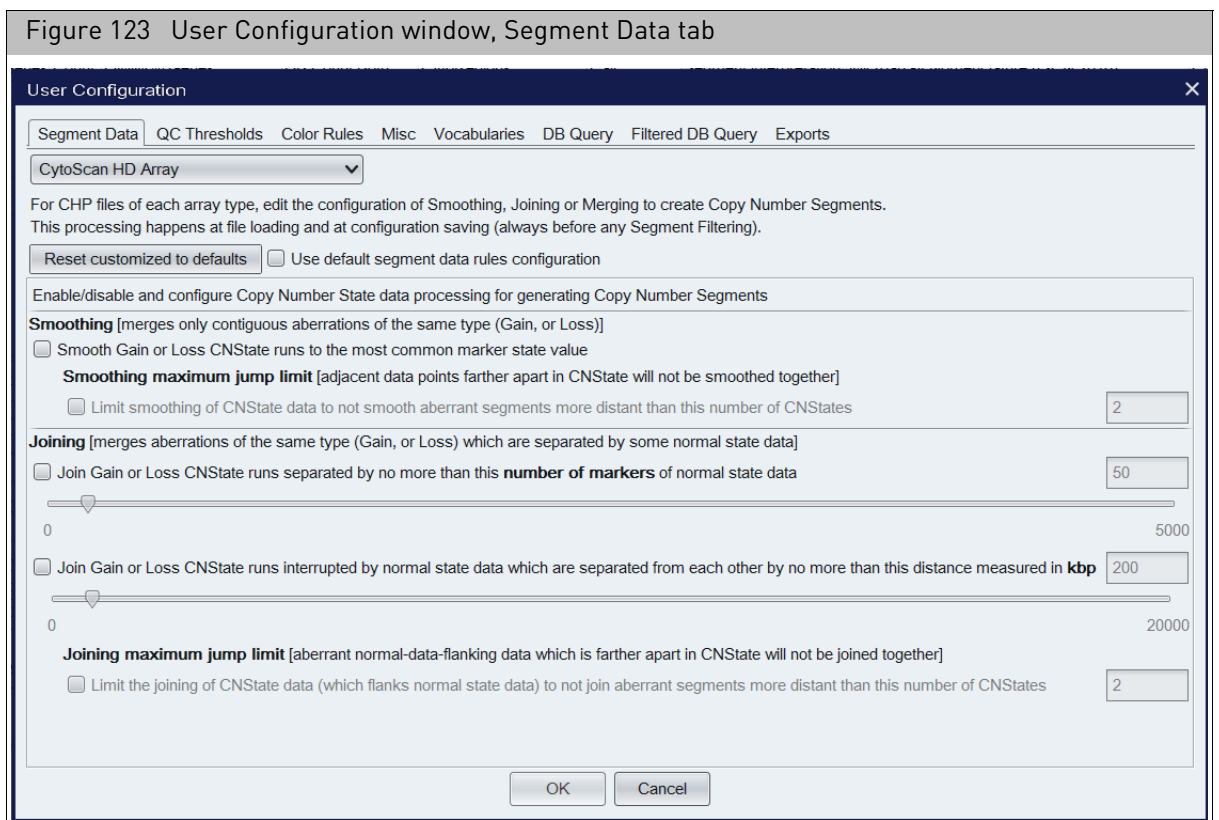 Figure 123 User Configuration window, Segment Data tab
User Configuration
Segment Data QC Thresholds Color Rules Misc Vocabularies DB Query Filtered DB Query Exports
CytoScan HD Array
For CHP files of each array type, edit the configuration of Smoothing, Joining or Merging to create Copy Number Segments.
This processing happens at file loading and at configuration saving (always before any Segment Filtering).
Reset customized to defaults Use default segment data rules configuration
Enable/disable and configure Copy Number State data processing for generating Copy Number Segments
Smoothing [merges only contiguous aberrations of the same type (Gain, or Loss)]
Smooth Gain or Loss CNState runs to the most common marker state value
Smoothing maximum jump limit [adjacent data points farther apart in CNState will not be smoothed together]
Limit smoothing of CNState data to not smooth aberrant segments more distant than this number of CNStates 2
Joining [merges aberrations of the same type (Gain, or Loss) which are separated by some normal state data]
Join Gain or Loss CNState runs separated by no more than this number of markers of normal state data 50
0 5000
Join Gain or Loss CNState runs interrupted by normal state data which are separated from each other by no more than this distance measured in kbp 200
0 20000
Joining maximum jump limit [aberrant normal-data-flanking data which is farther apart in CNState will not be joined together]
Limit the joining of CNState data (which flanks normal state data) to not join aberrant segments more distant than this number of CNStates 2
OK Cancel